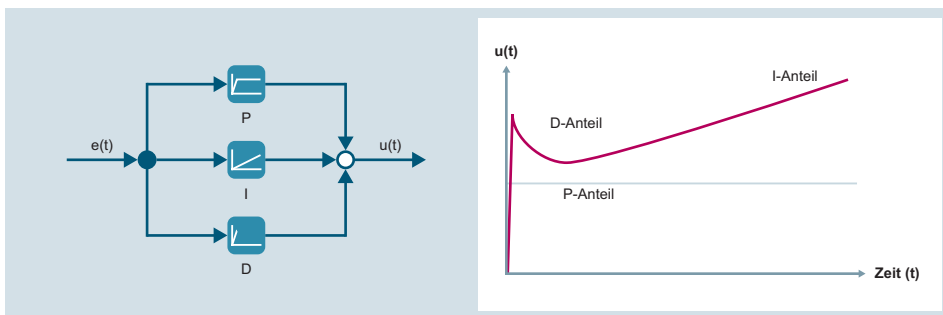 e(t)
P
I
D
u(t)
u(t)
D-Anteil
I-Anteil
P-Anteil
Zeit (t)